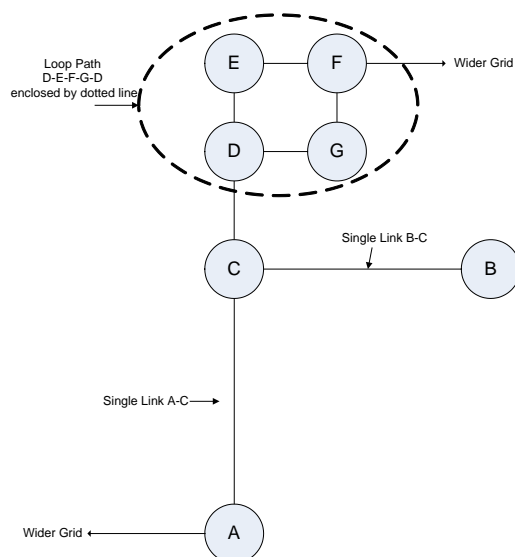 Loop Path
D-E-F-G-D
enclosed by dotted line
E
F
Wider Grid
D
G
Single Link B-C
C
B
Single Link A-C
Wider Grid
A